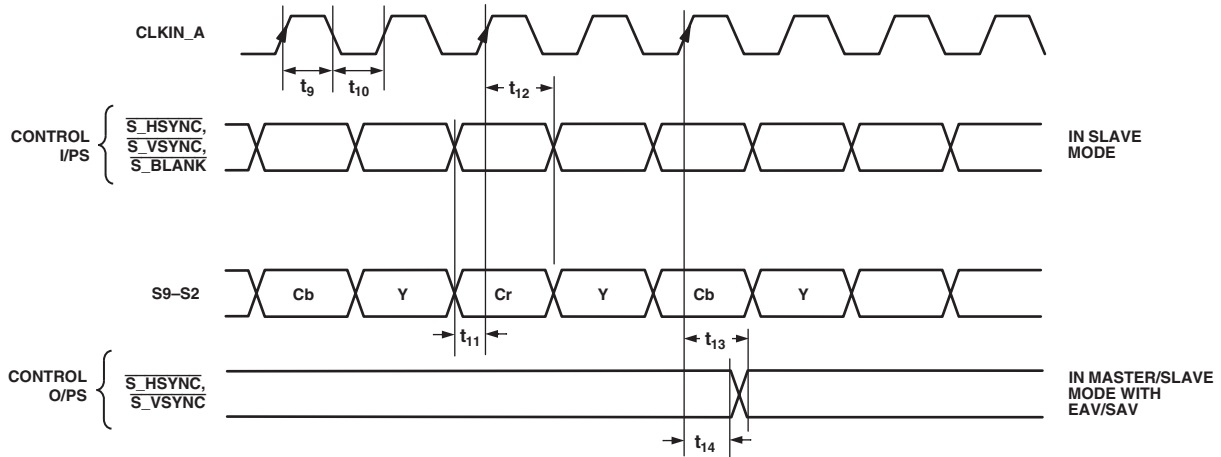 CLKIN_A
t9
t10
t12
CONTROL
I/PS
S_HSYNC,
S_VSYNC,
S_BLANK
IN SLAVE
MODE
S9–S2
Cb
Y
Cr
Y
Cb
Y
t11
t13
CONTROL
O/PS
S_HSYNC,
S_VSYNC
IN MASTER/SLAVE
MODE WITH
EAV/SAV
t14